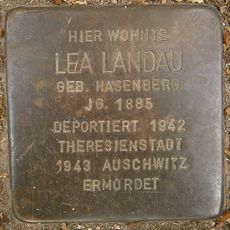 HIER WOHNTE
LEA LANDAU
GEB. HASENBERG
JG. 1885
DEPORTIERT 1942
THERESIENSTADT
1943 AUSCHWITZ
ERMORDET